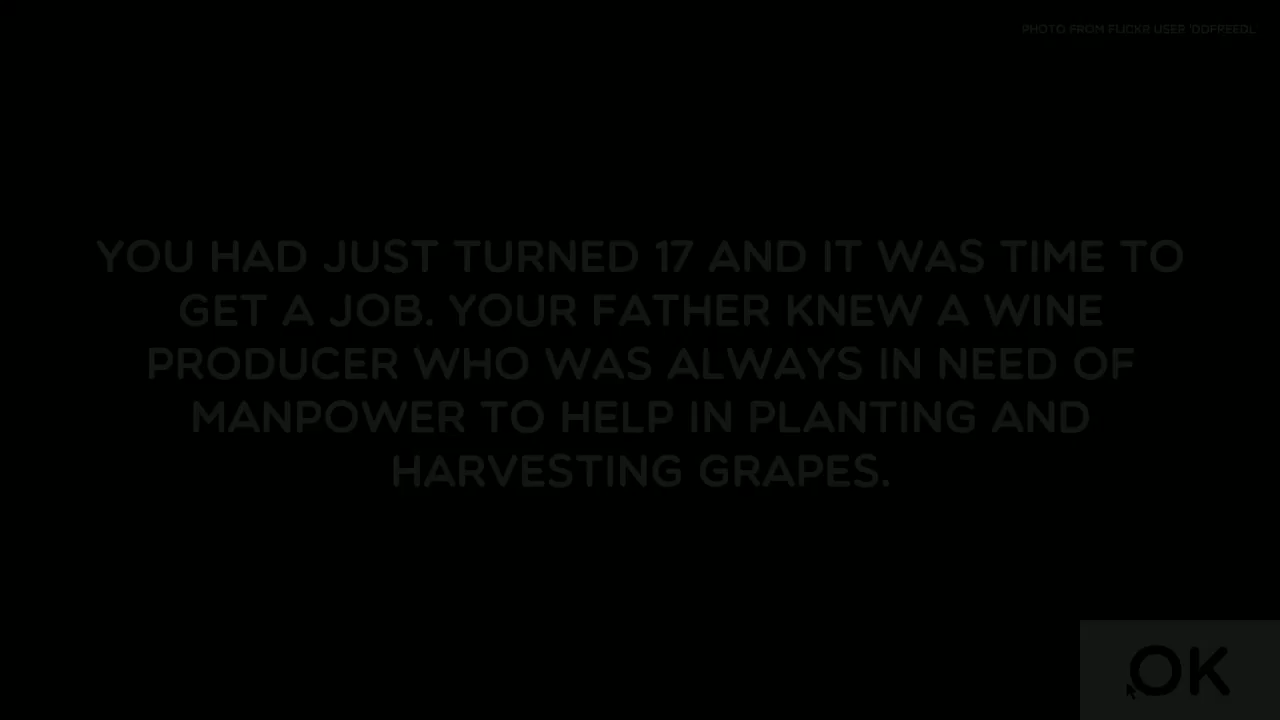 PHOTO FROM FLICKR USER 'DDFREEDL
YOU HAD JUST TURNED 17 AND IT WAS TIME TO
GET A JOB. YOUR FATHER KNEW A WINE
PRODUCER WHO WAS ALWAYS IN NEED OF
MANPOWER TO HELP IN PLANTING AND
HARVESTING GRAPES.
OK